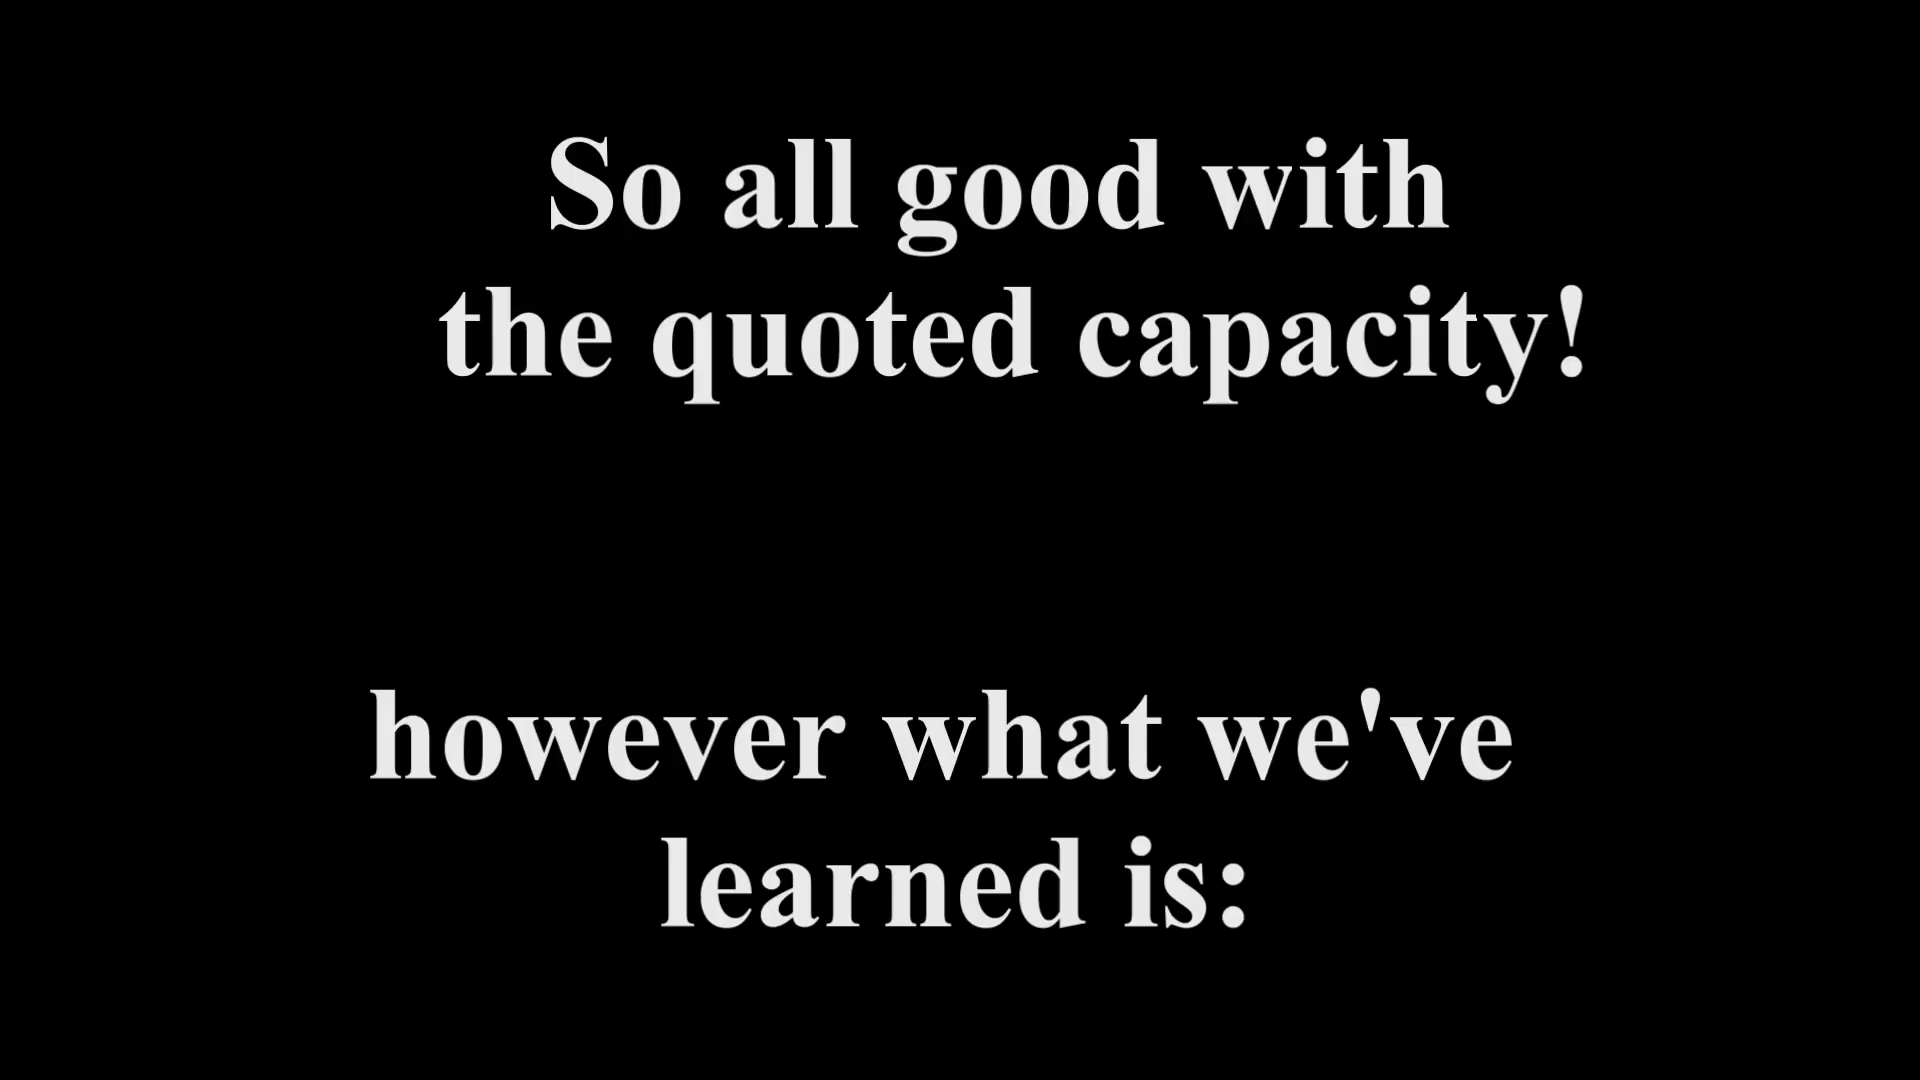 So all good with
the quoted capacity!
however what we've
learned is: